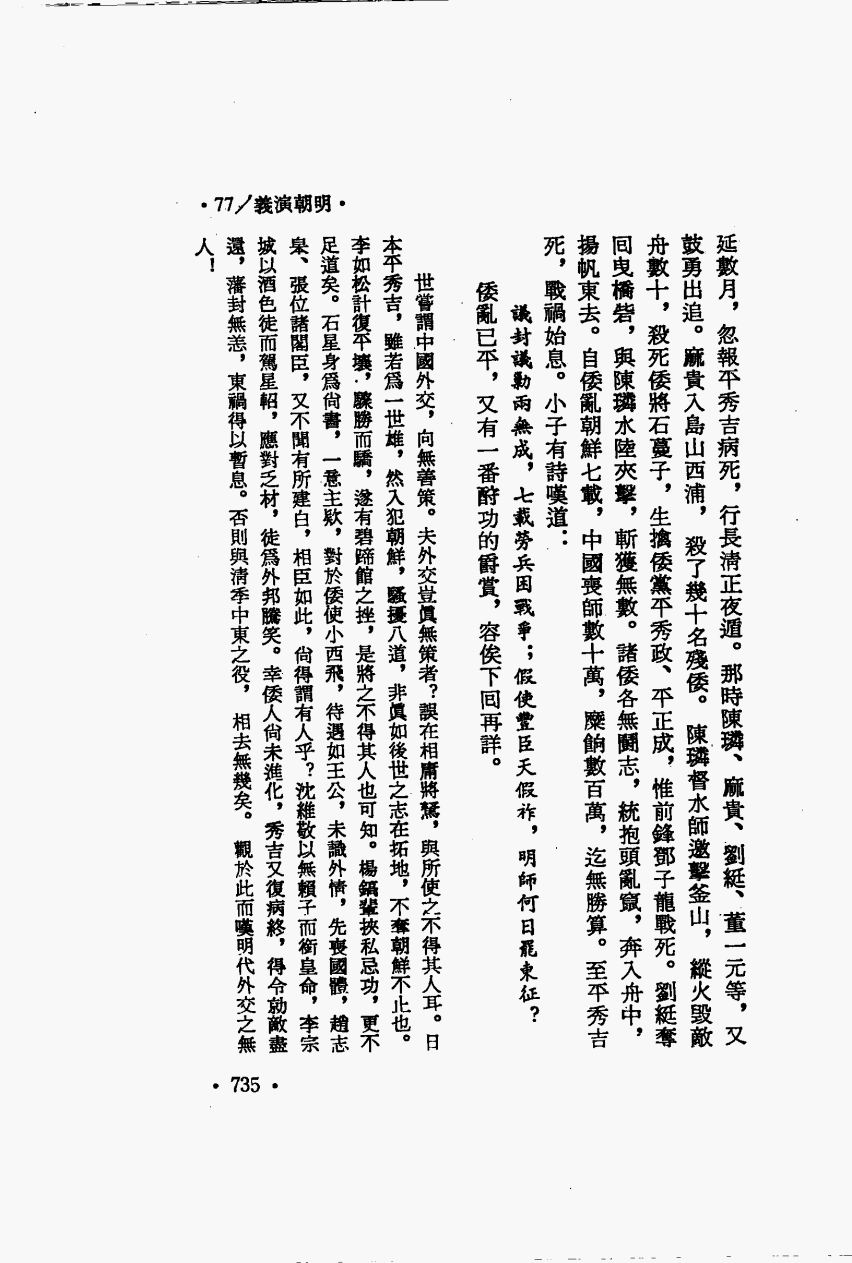 ·77／義演朝明·
延數月，忽報平秀吉病死，行長淸正夜遁。那時陳璘、麻貴、劉綎、董一元等，又
鼓勇出追。麻貴入島山西浦，殺了幾十名殘倭。陳璘督水師邀擊釜山，縱火毀敵
舟數十，殺死倭將石蔓子，生擒倭黨平秀政、平正成，惟前鋒鄧子龍戰死。劉綎奪
囘曳橋砦，與陳璘水陸夾擊，斬獲無數。諸倭各無鬪志，統抱頭亂竄，奔入舟中，
揚帆東去。自倭亂朝鮮七載，中國喪師數十萬，糜餉數百萬，迄無勝算。至平秀吉
死，戰禍始息。小子有詩嘆道：
議封議勦兩無成，七載勞兵困戰爭；假使豐臣天假祚，明師何日罷東征？
倭亂已平，又有一番酧功的爵賞，容俟下囘再詳。
世嘗謂中國外交，向無善策。夫外交豈眞無策者？誤在相庸將駑，與所使之不得其人耳。日
本平秀吉，雖若爲一世雄，然入犯朝鮮，騷擾八道，非眞如後世之志在拓地，不奪朝鮮不止也。
李如松計復平壤，驟勝而驕，遂有碧蹄館之挫，是將之不得其人也可知。楊鎬輩挾私忌功，更不
足道矣。石星身爲尙書，一意主欵，對於倭使小西飛，待遇如王公，未識外情，先喪國體，趙志
臯、張位諸閣臣，又不聞有所建白，相臣如此，尙得謂有人乎？沈維敬以無賴子而銜皇命，李宗
城以酒色徒而駕星軺，應對乏材，徒爲外邦騰笑。幸倭人尙未進化，秀吉又復病終，得令勍敵盡
還，藩封無恙，東禍得以暫息。否則與淸季中東之役，相去無幾矣。觀於此而嘆明代外交之無
人！
·735·